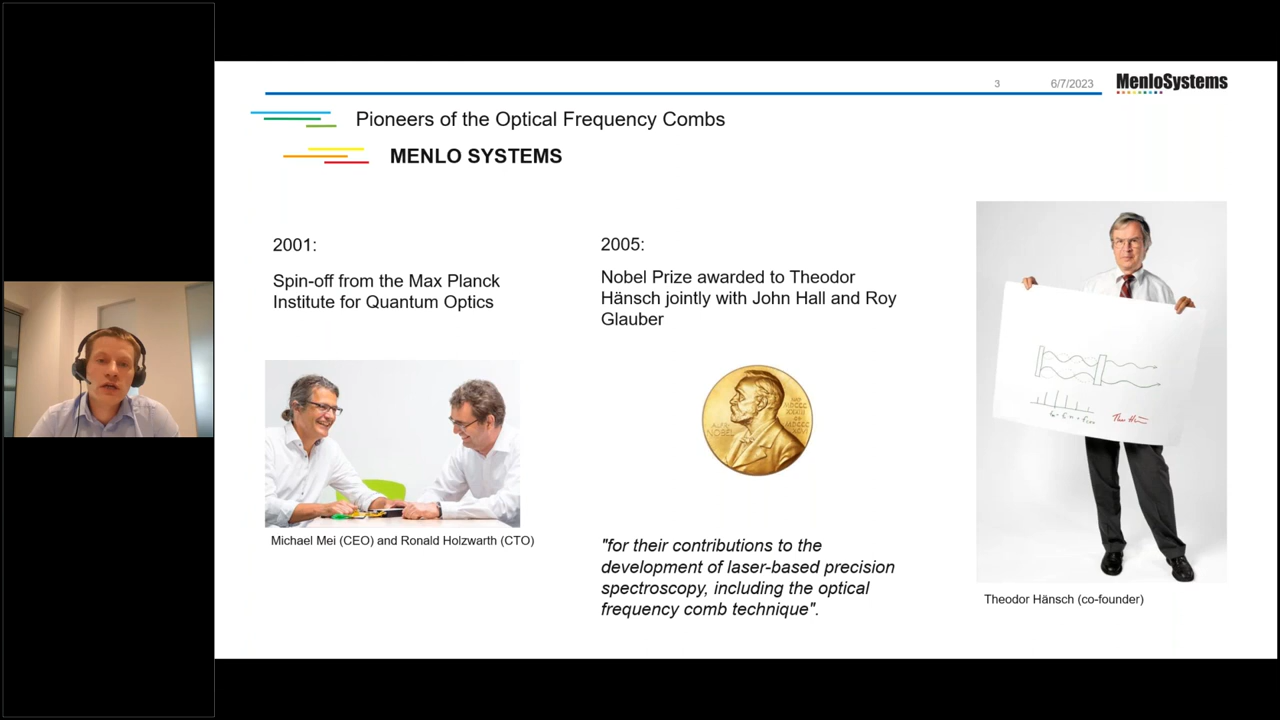 3
6/7/2023
MenloSystems
Pioneers of the Optical Frequency Combs
MENLO SYSTEMS
2001:
Spin-off from the Max Planck
Institute for Quantum Optics
Michael Mei (CEO) and Ronald Holzwarth (CTO)
2005:
Nobel Prize awarded to Theodor
Hänsch jointly with John Hall and Roy
Glauber
"for their contributions to the
development of laser-based precision
spectroscopy, including the optical
frequency comb technique".
Theodor Hänsch (co-founder)